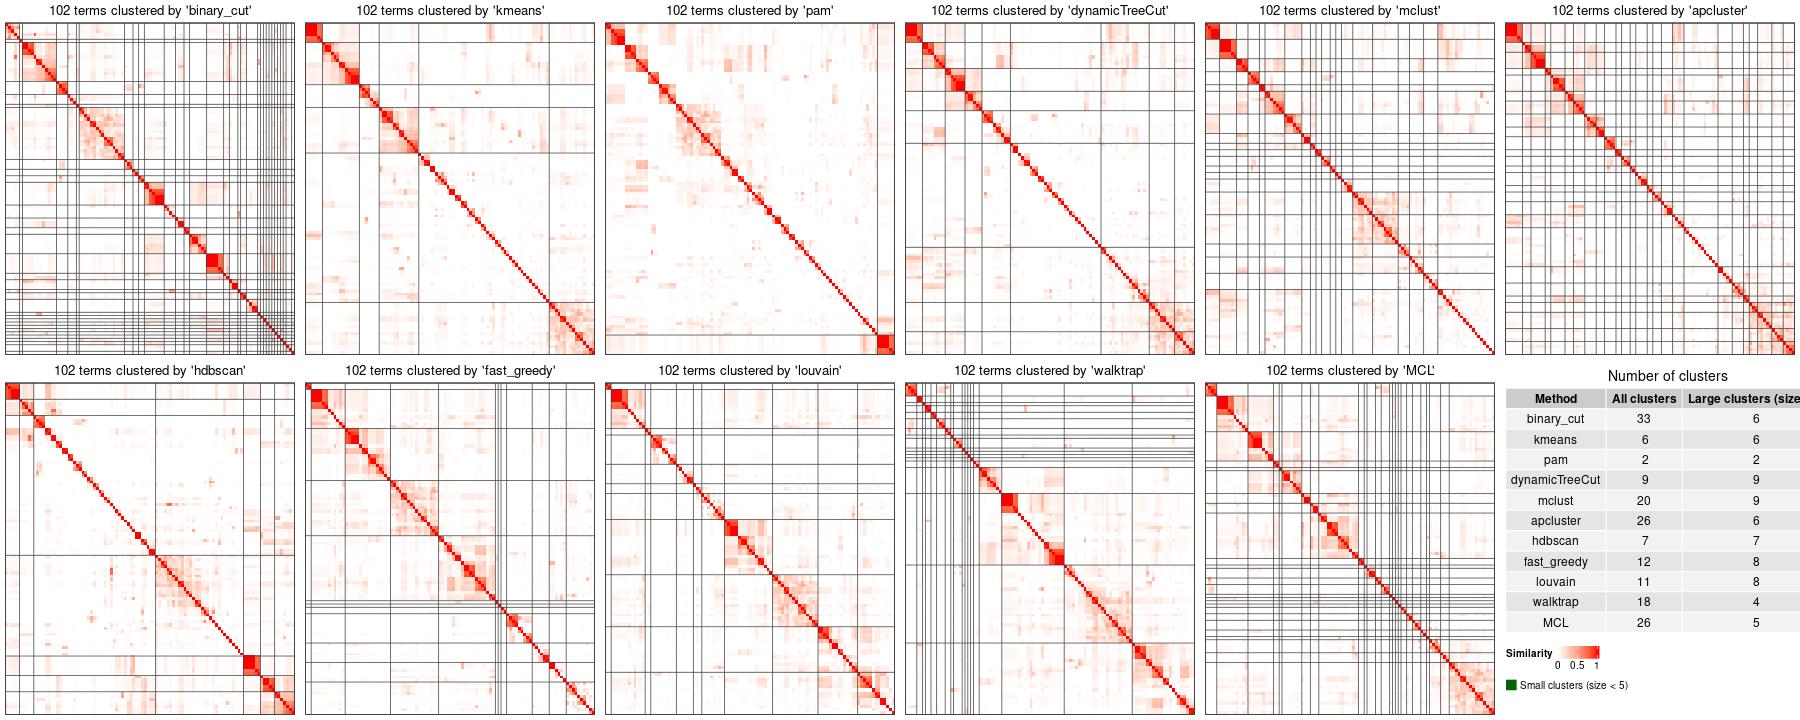 102 terms clustered by 'binary_cut'
102 terms clustered by 'kmeans'
102 terms clustered by 'pam'
102 terms clustered by 'dynamicTreeCut'
102 terms clustered by 'mclust'
102 terms clustered by 'apcluster'
102 terms clustered by 'hdbscan'
102 terms clustered by 'fast_greedy'
102 terms clustered by 'louvain'
102 terms clustered by 'walktrap'
102 terms clustered by 'MCL'
Number of clusters
Method All clusters Large clusters (size
binary_cut 33 6
kmeans 6 6
pam 2 2
dynamicTreeCut 9 9
mclust 20 9
apcluster 26 6
hdbscan 7 7
fast_greedy 12 8
louvain 11 8
walktrap 18 4
MCL 26 5
Similarity
0 0.5 1
Small clusters (size < 5)